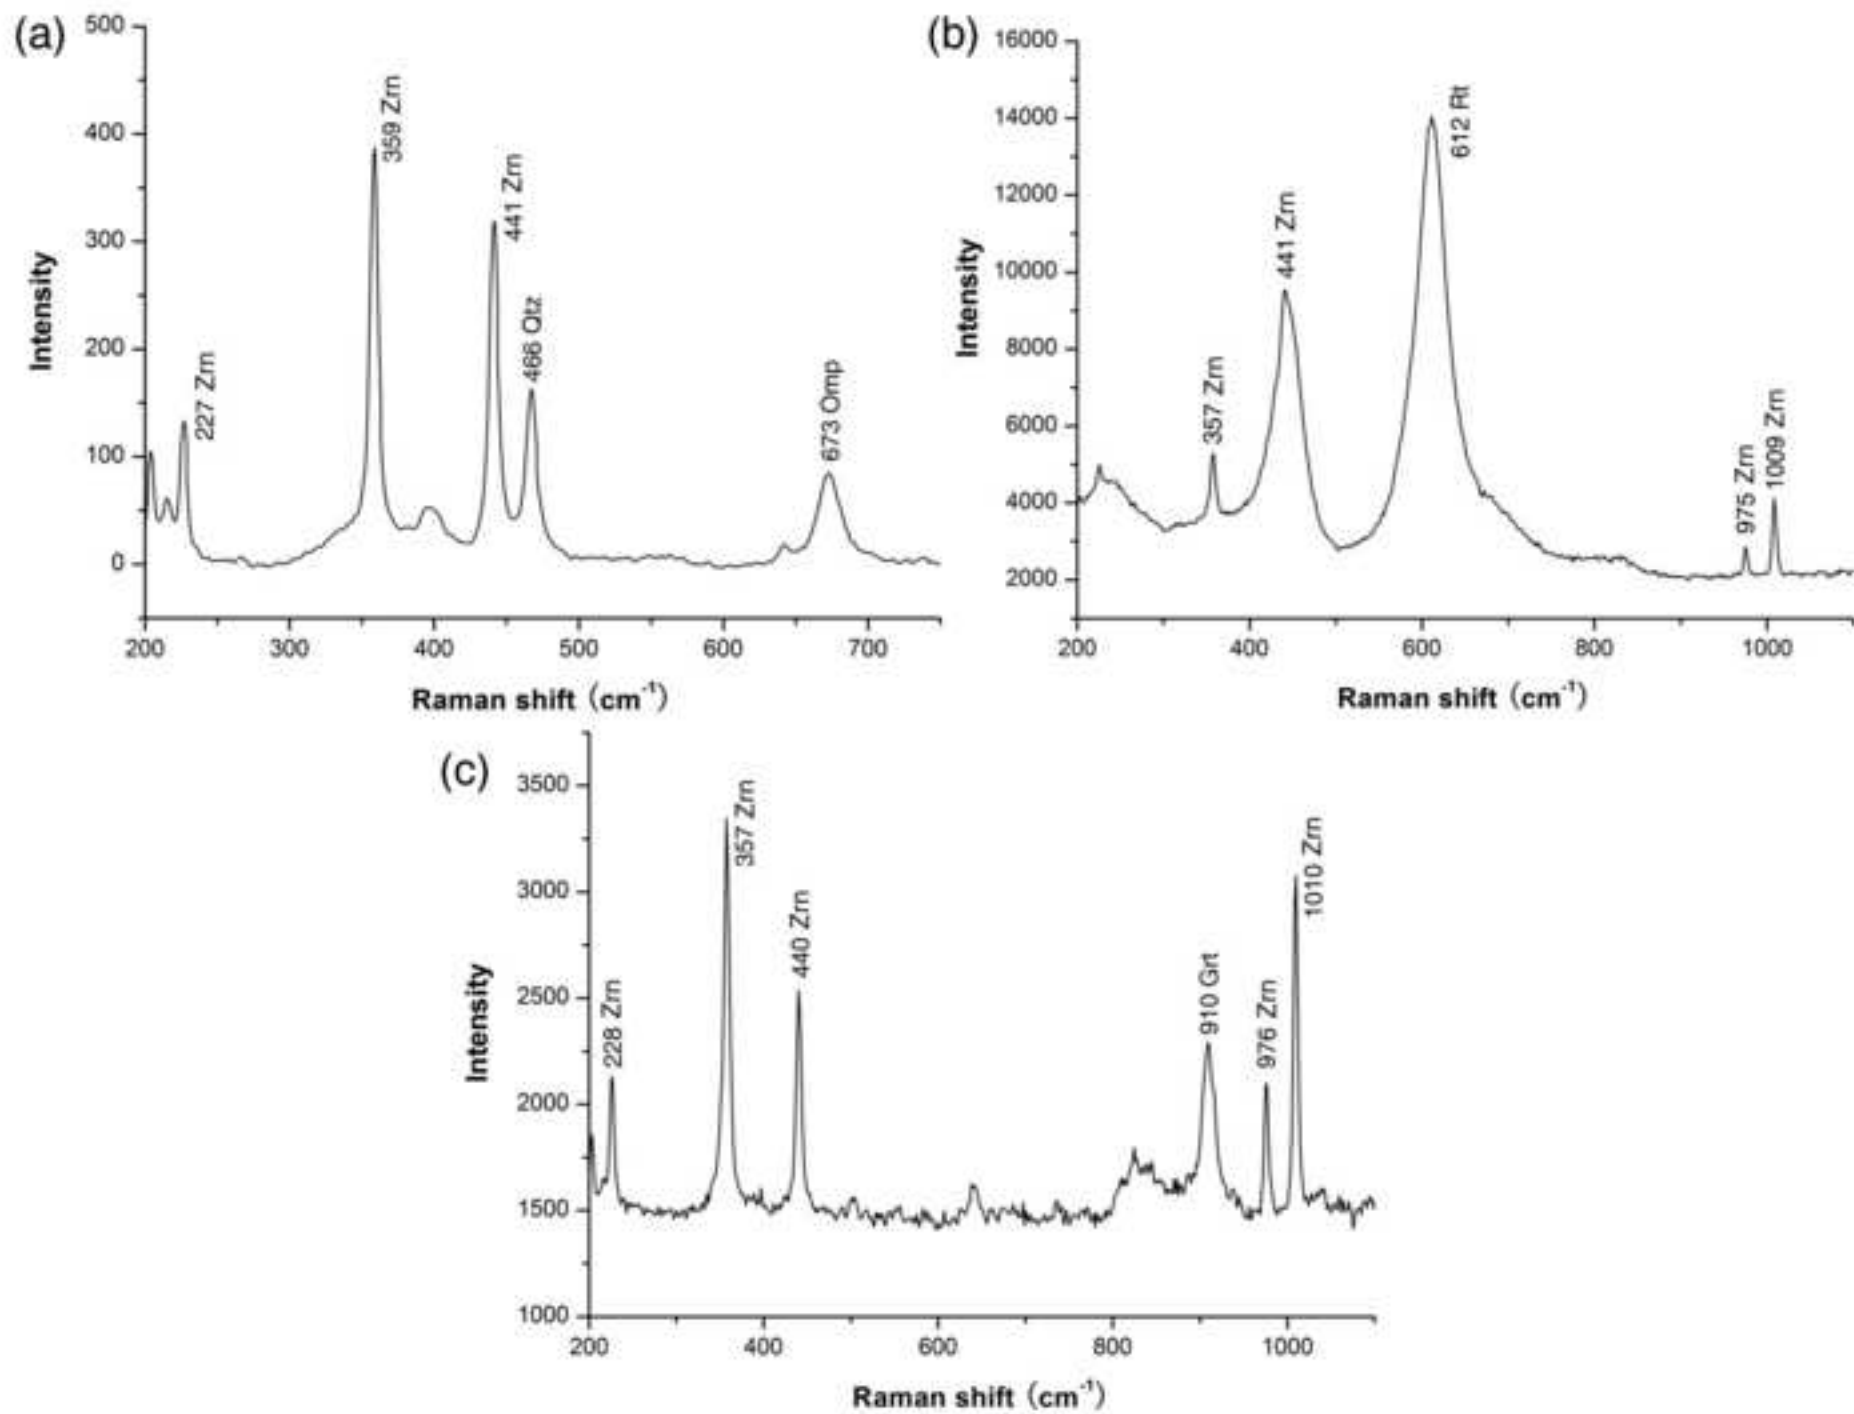 (a)
500
400
300
200
100
0
Intensity
227 Zrn
359 Zrn
441 Zrn
466 Qtz
673 Omp
200 300 400 500 600 700
Raman shift (cm-1)
(b)
16000
14000
12000
10000
8000
6000
4000
2000
Intensity
357 Zrn
441 Zrn
612 Rt
975 Zrn
1009 Zrn
200 400 600 800 1000
Raman shift (cm-1)
(c)
3500
3000
2500
2000
1500
1000
Intensity
228 Zrn
357 Zrn
440 Zrn
910 Grt
976 Zrn
1010 Zrn
200 400 600 800 1000
Raman shift (cm-1)